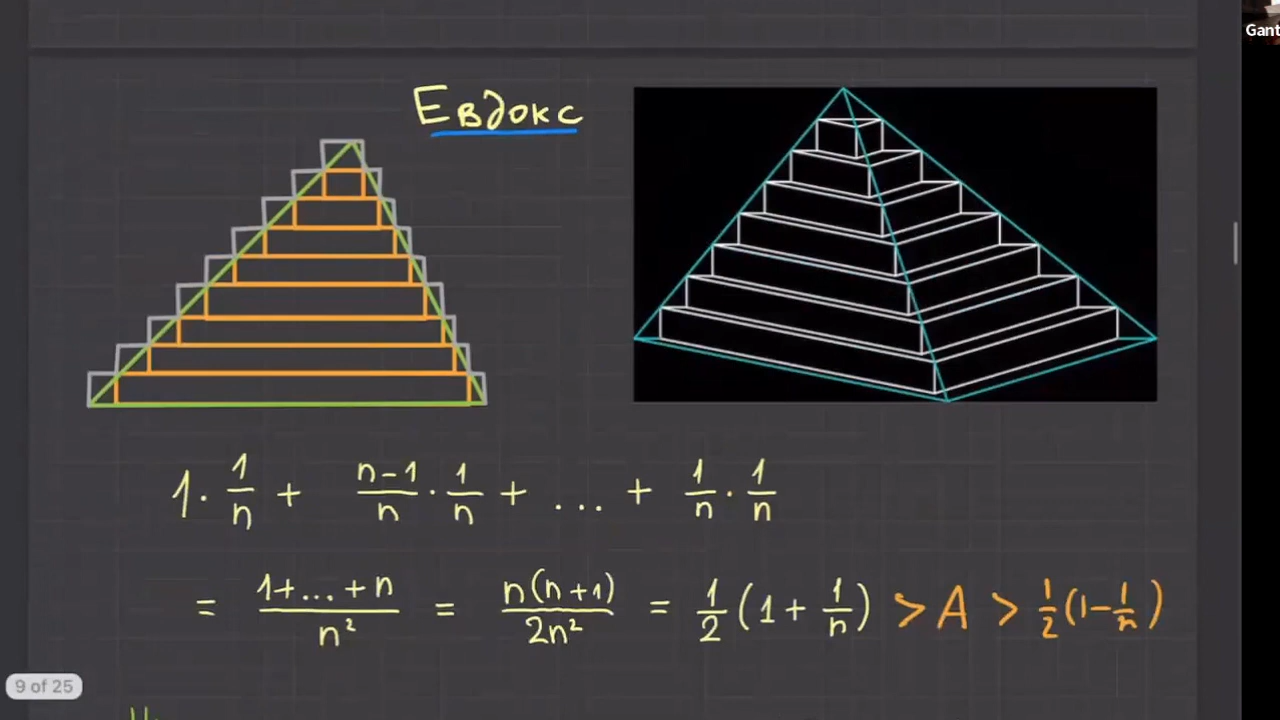 Gant
Евдокс
1 · 1/n + (n-1)/n · 1/n + ... + 1/n · 1/n
= (1+...+n)/n² = n(n+1)/2n² = 1/2 (1 + 1/n) > A > 1/2 (1 - 1/n)
9 of 25